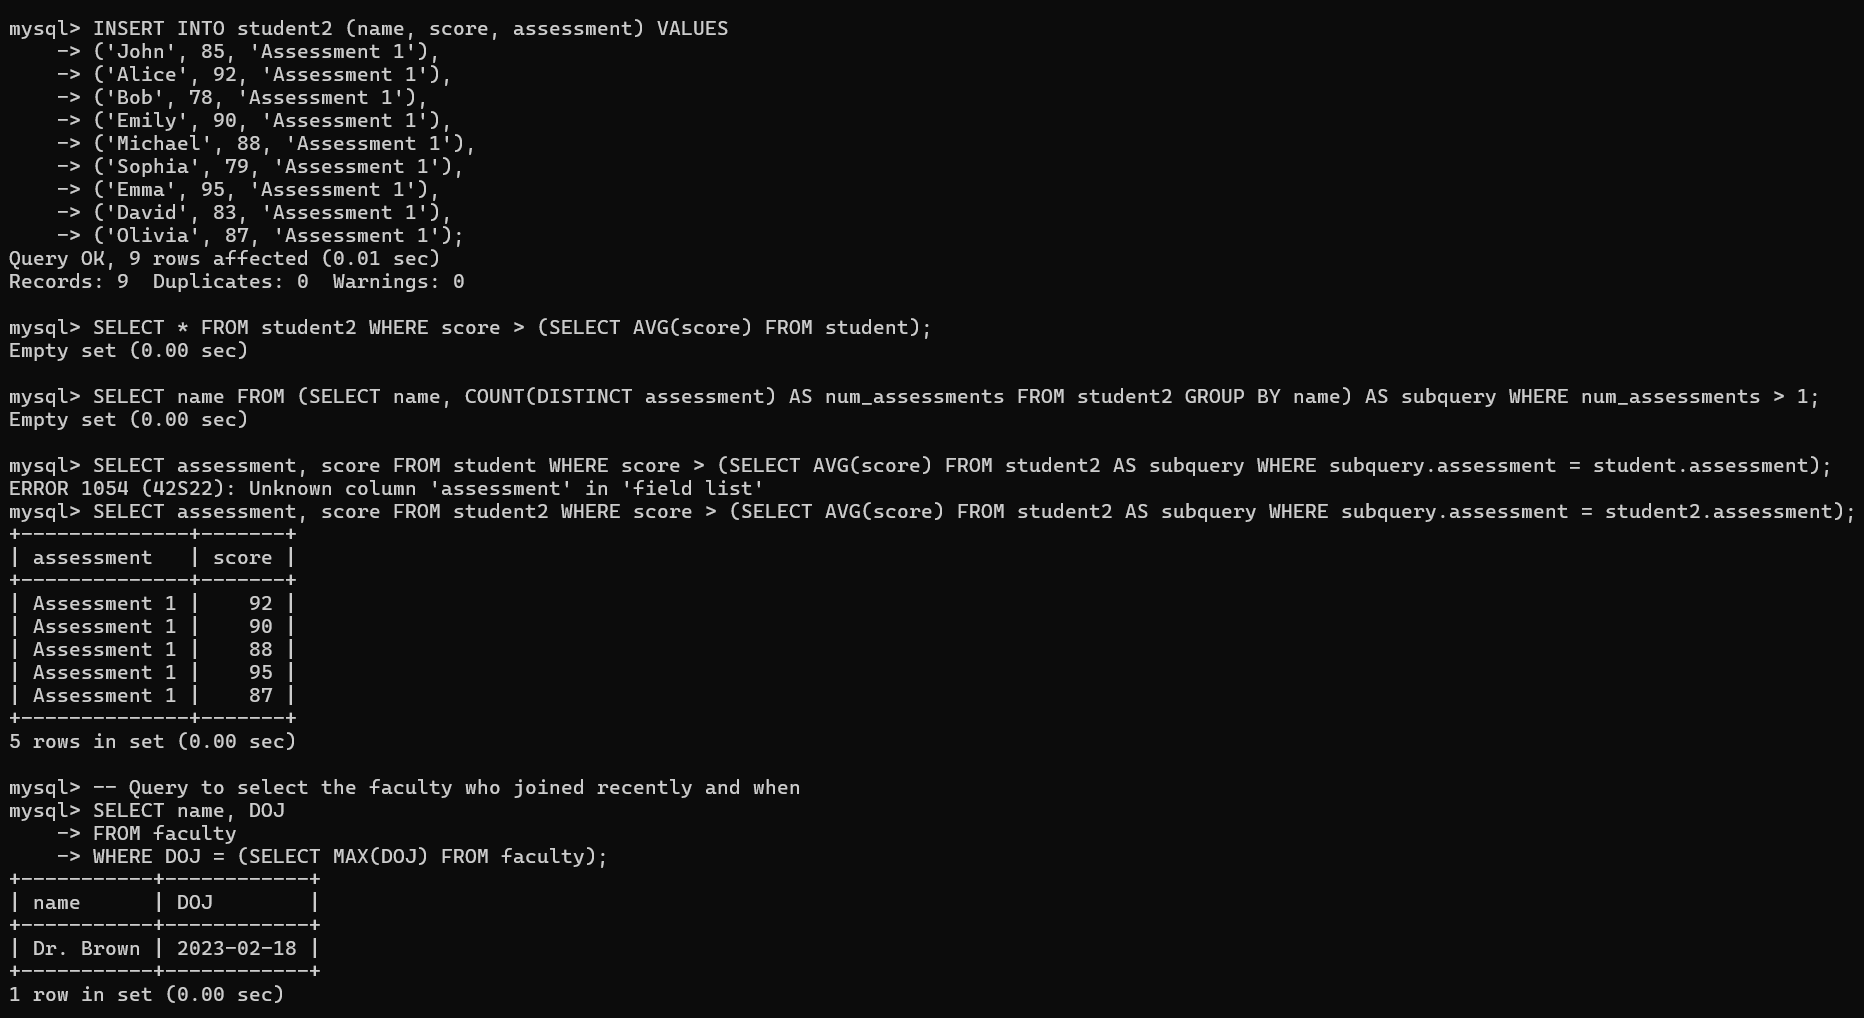 mysql> INSERT INTO student2 (name, score, assessment) VALUES
    -> ('John', 85, 'Assessment 1'),
    -> ('Alice', 92, 'Assessment 1'),
    -> ('Bob', 78, 'Assessment 1'),
    -> ('Emily', 90, 'Assessment 1'),
    -> ('Michael', 88, 'Assessment 1'),
    -> ('Sophia', 79, 'Assessment 1'),
    -> ('Emma', 95, 'Assessment 1'),
    -> ('David', 83, 'Assessment 1'),
    -> ('Olivia', 87, 'Assessment 1');
Query OK, 9 rows affected (0.01 sec)
Records: 9  Duplicates: 0  Warnings: 0

mysql> SELECT * FROM student2 WHERE score > (SELECT AVG(score) FROM student);
Empty set (0.00 sec)

mysql> SELECT name FROM (SELECT name, COUNT(DISTINCT assessment) AS num_assessments FROM student2 GROUP BY name) AS subquery WHERE num_assessments > 1;
Empty set (0.00 sec)

mysql> SELECT assessment, score FROM student WHERE score > (SELECT AVG(score) FROM student2 AS subquery WHERE subquery.assessment = student.assessment);
ERROR 1054 (42S22): Unknown column 'assessment' in 'field list'
mysql> SELECT assessment, score FROM student2 WHERE score > (SELECT AVG(score) FROM student2 AS subquery WHERE subquery.assessment = student2.assessment);
+--------------+-------+
| assessment   | score |
+--------------+-------+
| Assessment 1 |    92 |
| Assessment 1 |    90 |
| Assessment 1 |    88 |
| Assessment 1 |    95 |
| Assessment 1 |    87 |
+--------------+-------+
5 rows in set (0.00 sec)

mysql> -- Query to select the faculty who joined recently and when
mysql> SELECT name, DOJ
    -> FROM faculty
    -> WHERE DOJ = (SELECT MAX(DOJ) FROM faculty);
+-----------+------------+
| name      | DOJ        |
+-----------+------------+
| Dr. Brown | 2023-02-18 |
+-----------+------------+
1 row in set (0.00 sec)